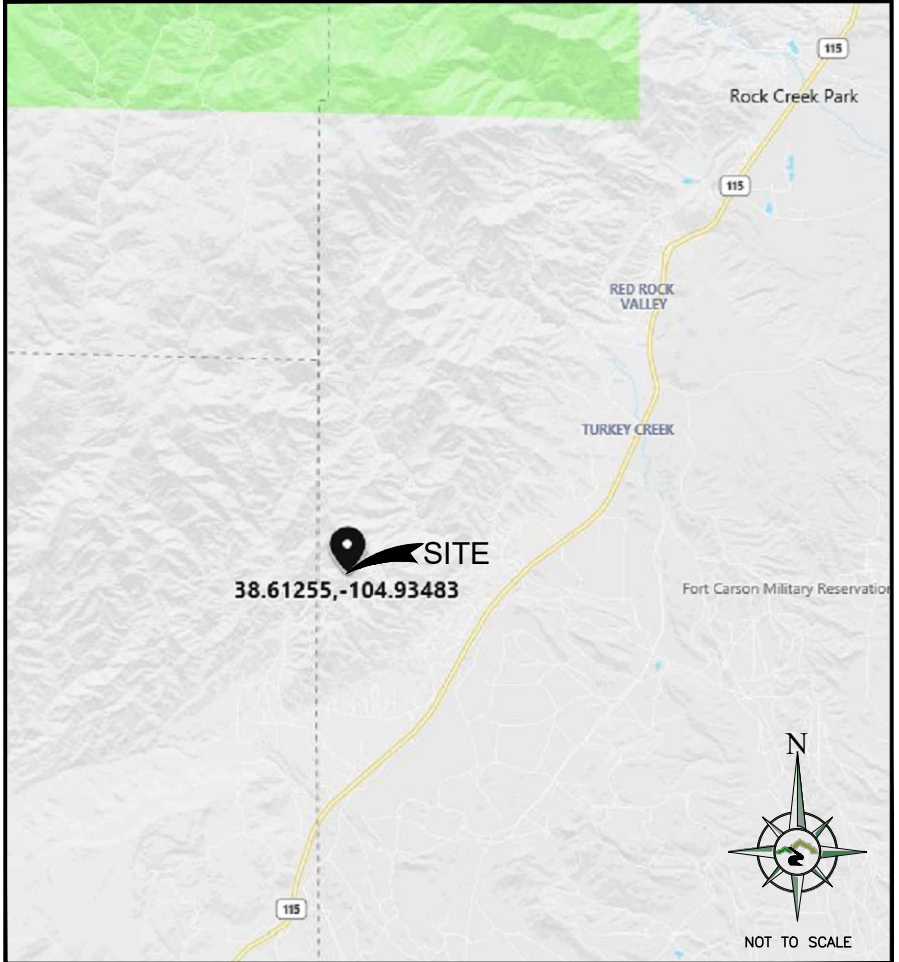 115
Rock Creek Park
115
RED ROCK
VALLEY
TURKEY CREEK
SITE
38.61255,-104.93483
Fort Carson Military Reservation
N
115
NOT TO SCALE